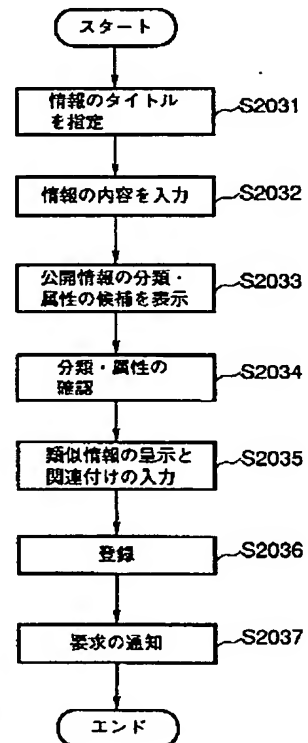 スタート
情報のタイトル
を指定
S2031
情報の内容を入力
S2032
公開情報の分類・
属性の候補を表示
S2033
分類・属性の
確認
S2034
類似情報の呈示と
関連付けの入力
S2035
登録
S2036
要求の通知
S2037
エンド